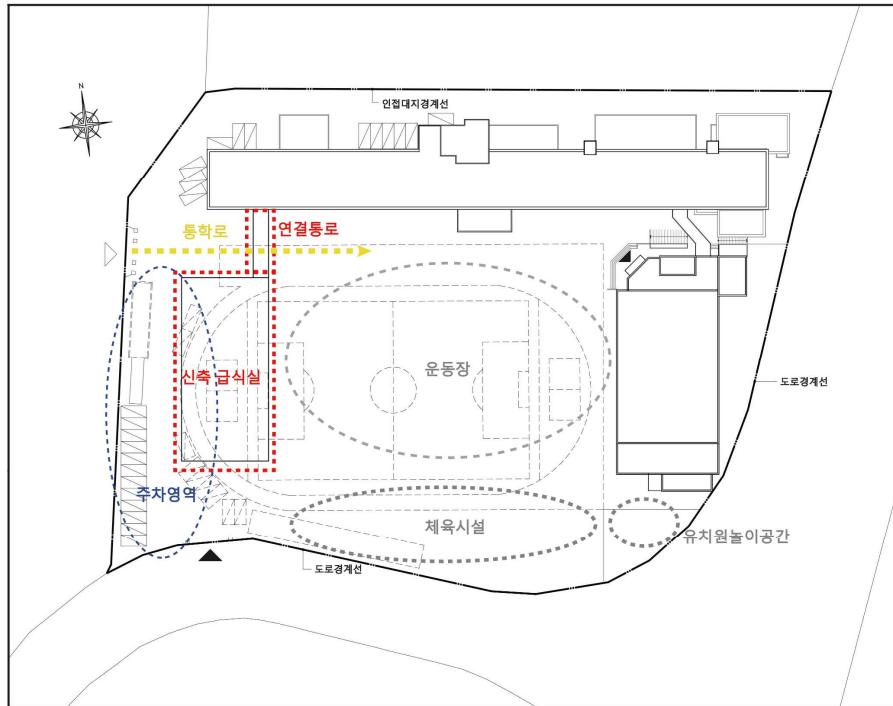 N
인접대지경계선
통학로
연결통로
운동장
신축 급식실
도로경계선
주차영역
체육시설
유치원놀이공간
도로경계선